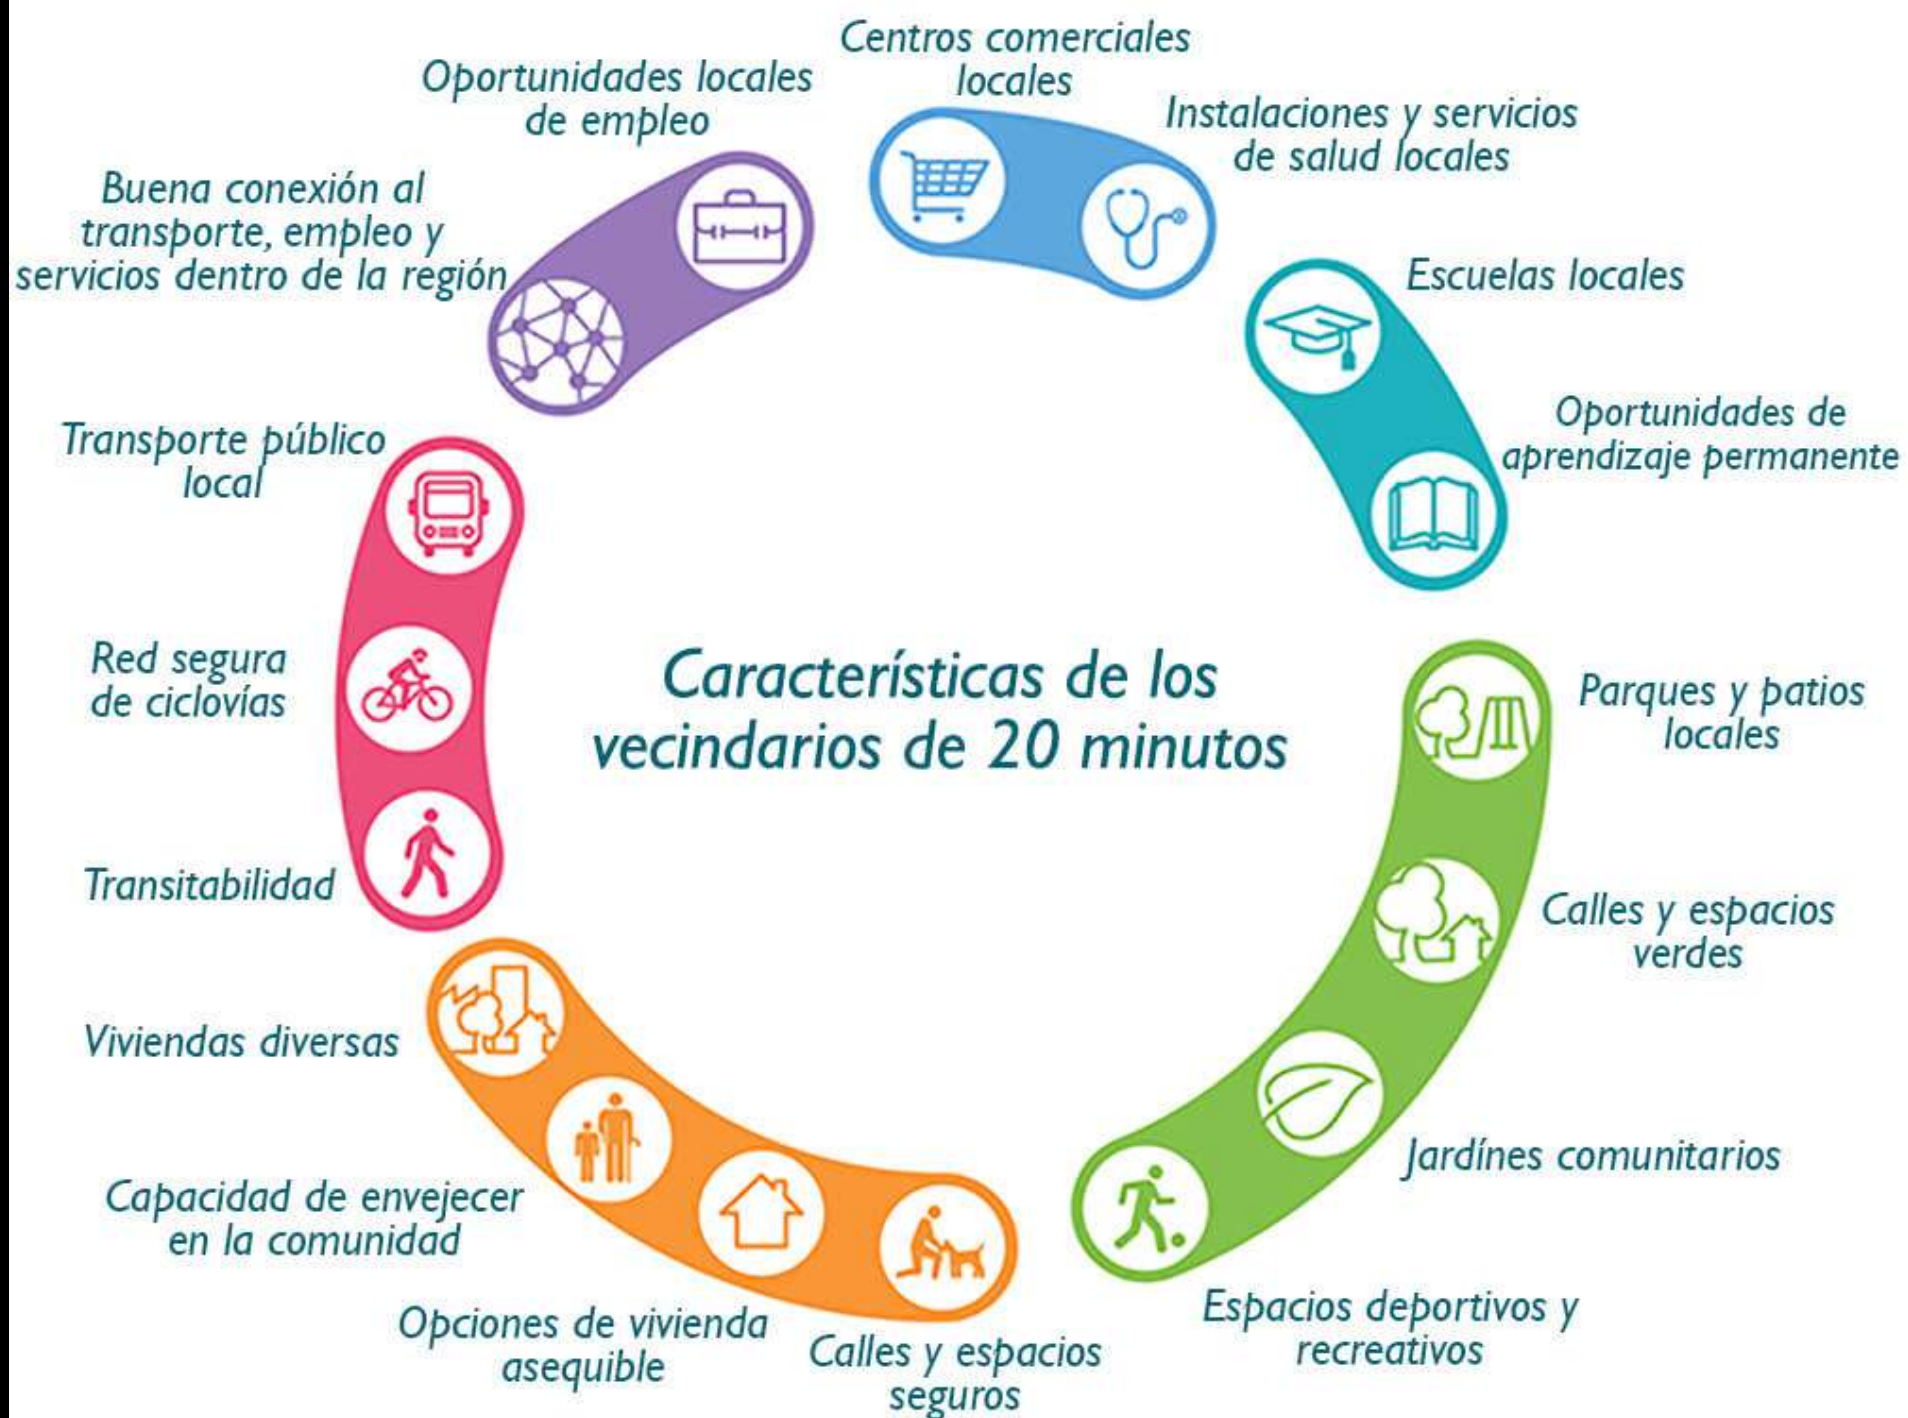 Centros comerciales
locales
Instalaciones y servicios
de salud locales
Escuelas locales
Oportunidades de
aprendizaje permanente
Parques y patios
locales
Calles y espacios
verdes
Jardínes comunitarios
Espacios deportivos y
recreativos
Calles y espacios
seguros
Opciones de vivienda
asequible
Capacidad de envejecer
en la comunidad
Viviendas diversas
Transitabilidad
Red segura
de ciclovías
Transporte público
local
Buena conexión al
transporte, empleo y
servicios dentro de la región
Oportunidades locales
de empleo
Características de los
vecindarios de 20 minutos